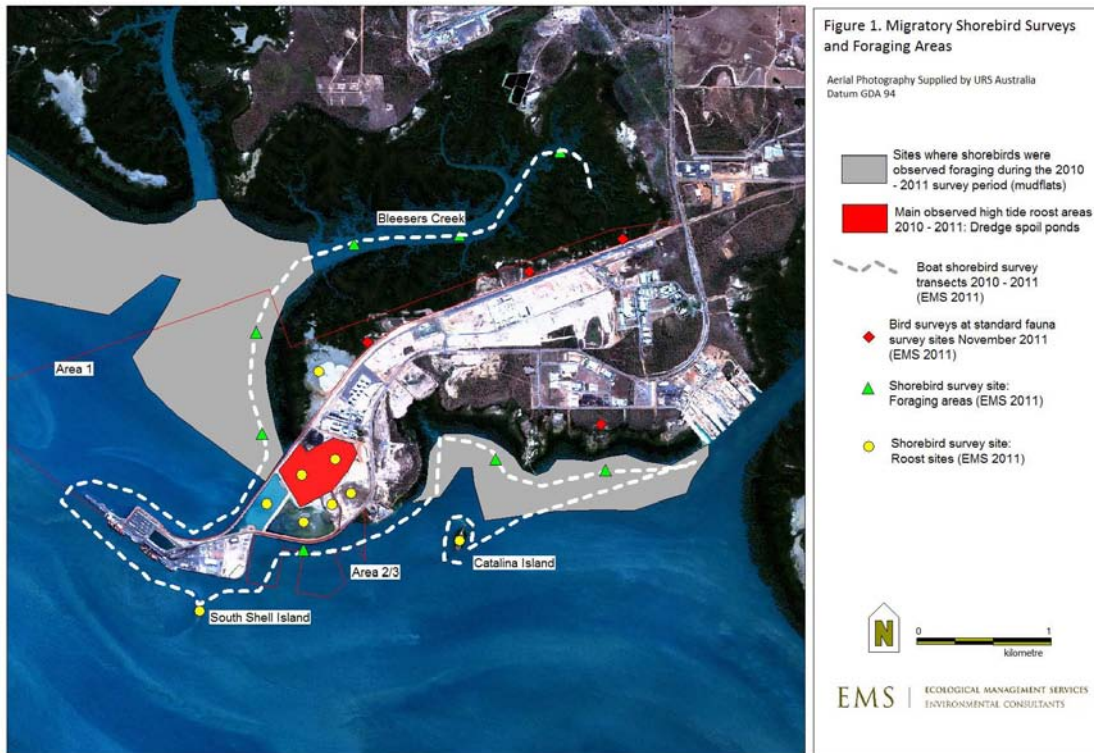 Figure 1. Migratory Shorebird Surveys
and Foraging Areas
Aerial Photography Supplied by URS Australia
Datum GDA 94
Sites where shorebirds were
observed foraging during the 2010
- 2011 survey period (mudflats)
Main observed high tide roost areas
2010 - 2011: Dredge spoil ponds
Boat shorebird survey
transects 2010 - 2011
(EMS 2011)
Bird surveys at standard fauna
survey sites November 2011
(EMS 2011)
Shorebird survey site:
Foraging areas (EMS 2011)
Shorebird survey site:
Roost sites (EMS 2011)
Bleesers Creek
Area 1
Area 2/3
Catalina Island
South Shell Island
N
0 1
kilometre
EMS
ECOLOGICAL MANAGEMENT SERVICES
ENVIRONMENTAL CONSULTANTS